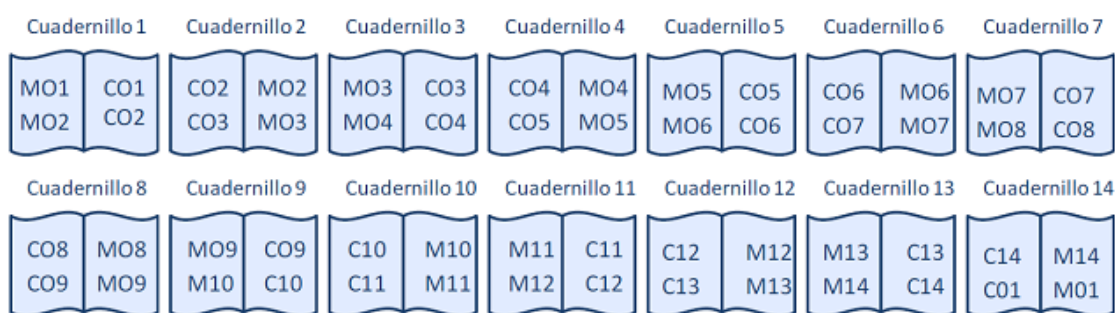 Cuadernillo 1 Cuadernillo 2 Cuadernillo 3 Cuadernillo 4 Cuadernillo 5 Cuadernillo 6 Cuadernillo 7
MO1 CO1 CO2 MO2 MO3 CO3 CO4 MO4 MO5 CO5 CO6 MO6 MO7 CO7
MO2 CO2 CO3 MO3 MO4 CO4 CO5 MO5 MO6 CO6 CO7 MO7 MO8 CO8
Cuadernillo 8 Cuadernillo 9 Cuadernillo 10 Cuadernillo 11 Cuadernillo 12 Cuadernillo 13 Cuadernillo 14
CO8 MO8 MO9 CO9 C10 M10 M11 C11 C12 M12 M13 C13 C14 M14
CO9 MO9 M10 C10 C11 M11 M12 C12 C13 M13 M14 C14 C01 M01